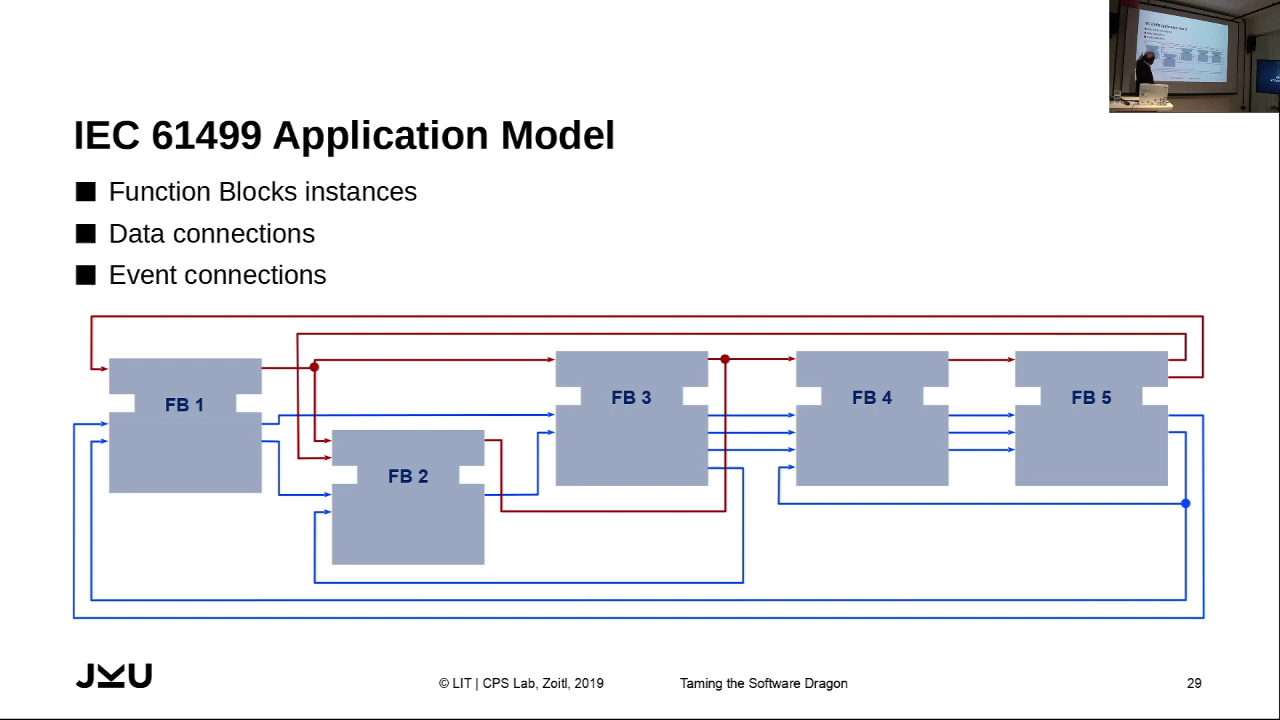 IEC 61499 Application Model
Function Blocks instances
Data connections
Event connections
FB 1
FB 2
FB 3
FB 4
FB 5
JKU
© LIT | CPS Lab, Zoitl, 2019
Taming the Software Dragon
29